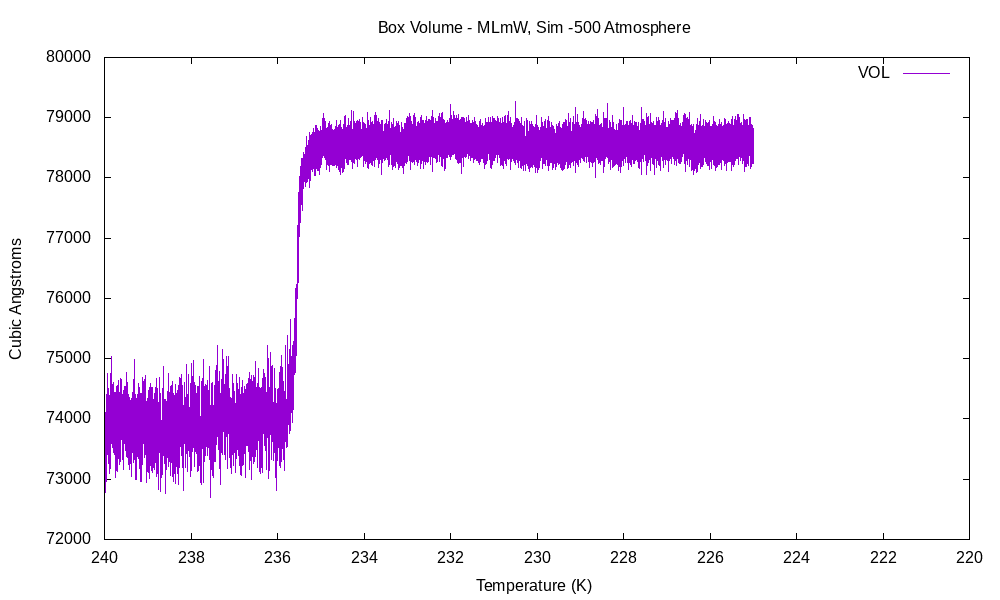 Box Volume - MLmW, Sim -500 Atmosphere
80000
79000
78000
77000
76000
75000
74000
73000
72000
VOL
Cubic Angstroms
240 238 236 234 232 230 228 226 224 222 220
Temperature (K)